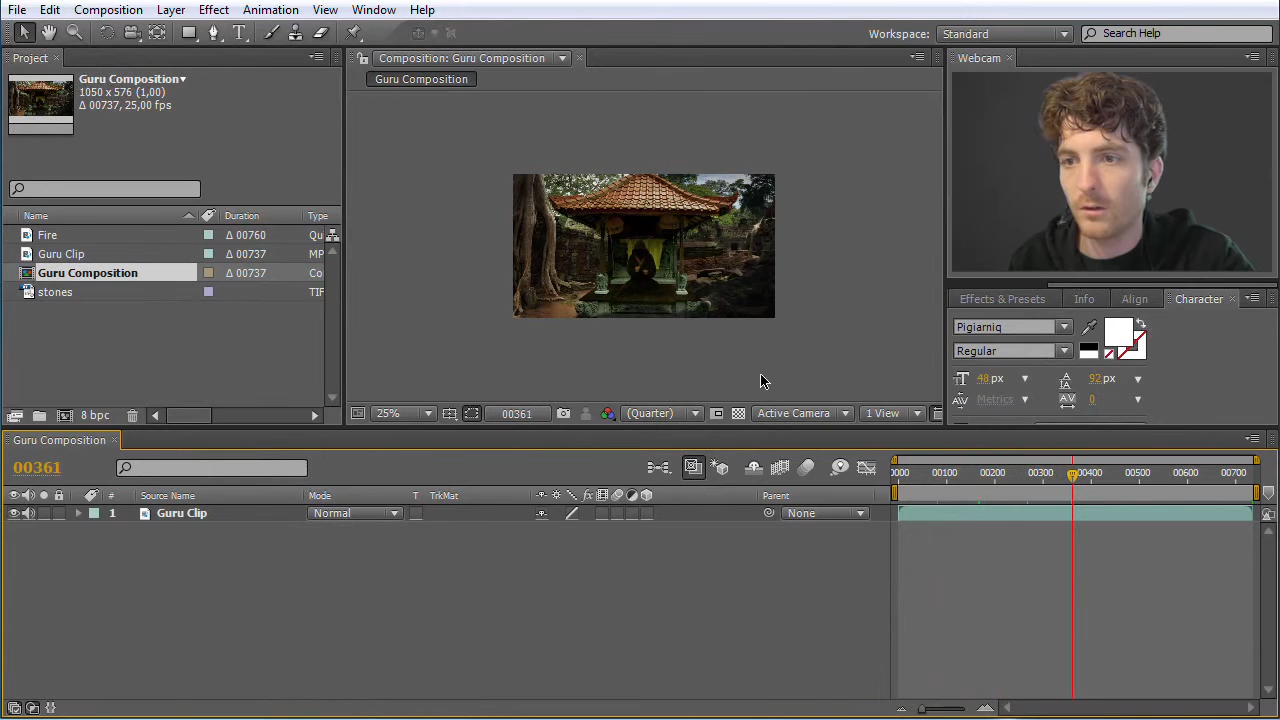 File Edit Composition Layer Effect Animation View Window Help
Workspace: Standard Search Help
Project Composition: Guru Composition Webcam
Guru Composition
1050 x 576 (1,00)
Δ 00737, 25,00 fps
Guru Composition
Name Duration Type
Fire Δ 00760 Qu
Guru Clip Δ 00737 MP
Guru Composition Δ 00737 Co
stones TIF
Effects & Presets Info Align Character
Pigiarniq
Regular
48 px 92 px
Metrics 0
8 bpc 25% 00361 (Quarter) Active Camera 1 View
Guru Composition
00361
0000 00100 00200 00300 00400 00500 00600 00700
# Source Name Mode T TrkMat fx Parent
1 Guru Clip Normal None